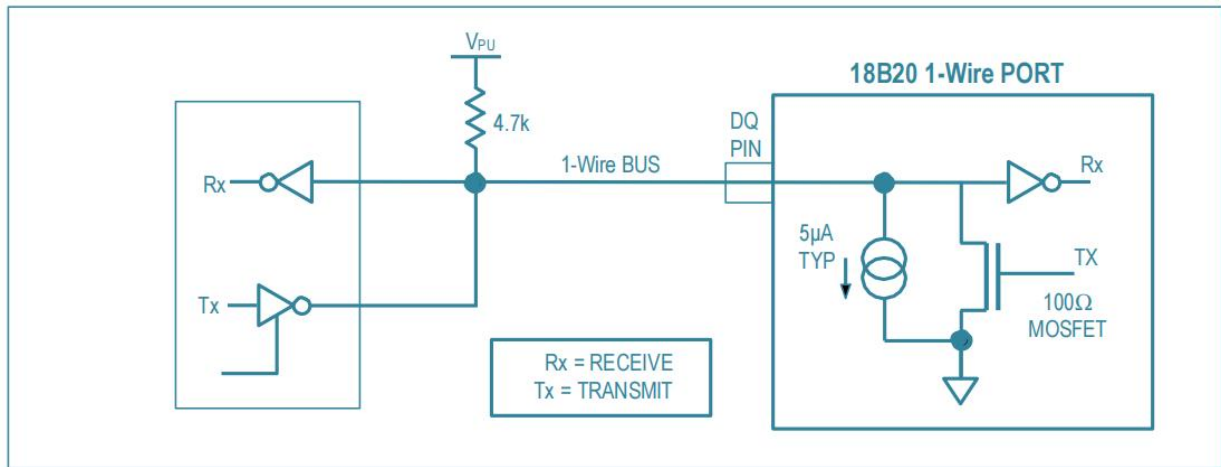 VPU
18B20 1-Wire PORT
4.7k
DQ
PIN
1-Wire BUS
Rx
Rx
5µA
TYP
TX
Tx
100Ω
MOSFET
Rx = RECEIVE
Tx = TRANSMIT